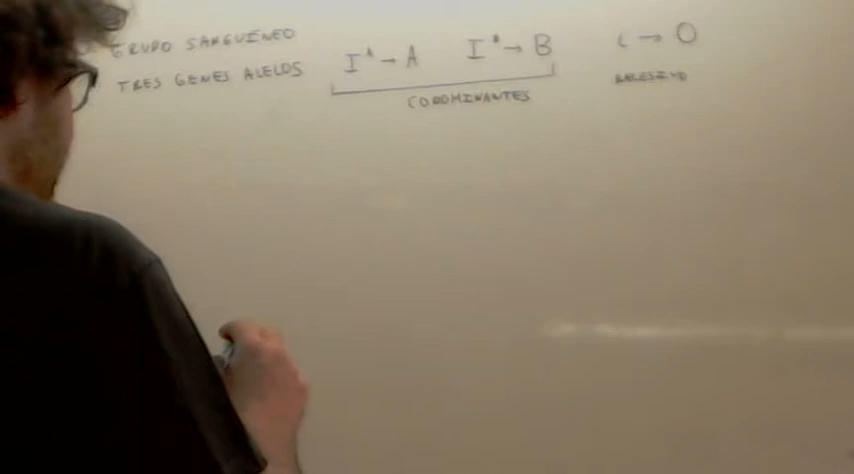 GRUPO SANGUÍNEO
TRES GENES ALELOS
I^A → A I^B → B i → O
CODOMINANTES
RECESIVO